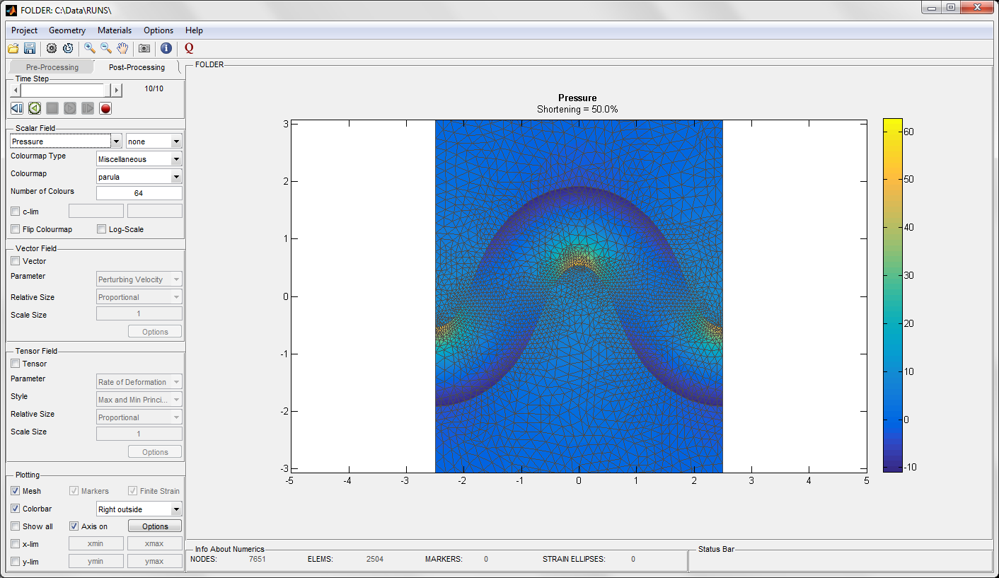 FOLDER: C:\Data\RUNS\
Project Geometry Materials Options Help
Q
Pre-Processing Post-Processing
Time Step
10/10
Scalar Field
Pressure none
Colourmap Type Miscellaneous
Colourmap parula
Number of Colours 64
c-lim
Flip Colourmap Log-Scale
Vector Field
Vector
Parameter Perturbing Velocity
Relative Size Proportional
Scale Size 1
Options
Tensor Field
Tensor
Parameter Rate of Deformation
Style Max and Min Princi...
Relative Size Proportional
Scale Size 1
Options
Plotting
Mesh Markers Finite Strain
Colorbar Right outside
Show all Axis on Options
x-lim xmin xmax
y-lim ymin ymax
FOLDER
Pressure
Shortening = 50.0%
3
2
1
0
-1
-2
-3
-5 -4 -3 -2 -1 0 1 2 3 4 5
60
50
40
30
20
10
0
-10
Info About Numerics
NODES: 7651 ELEMS: 2504 MARKERS: 0 STRAIN ELLIPSES: 0
Status Bar